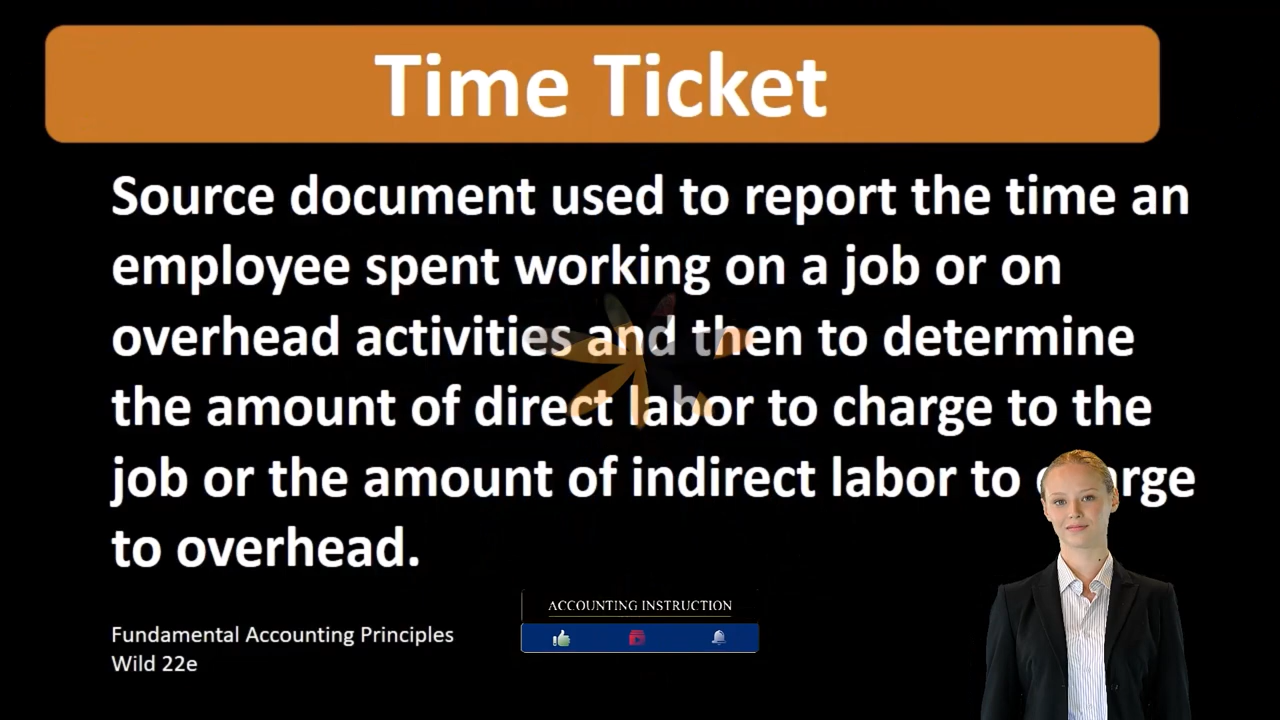 Time Ticket
Source document used to report the time an
employee spent working on a job or on
overhead activities and then to determine
the amount of direct labor to charge to the
job or the amount of indirect labor to charge
to overhead.
Fundamental Accounting Principles
Wild 22e
ACCOUNTING INSTRUCTION